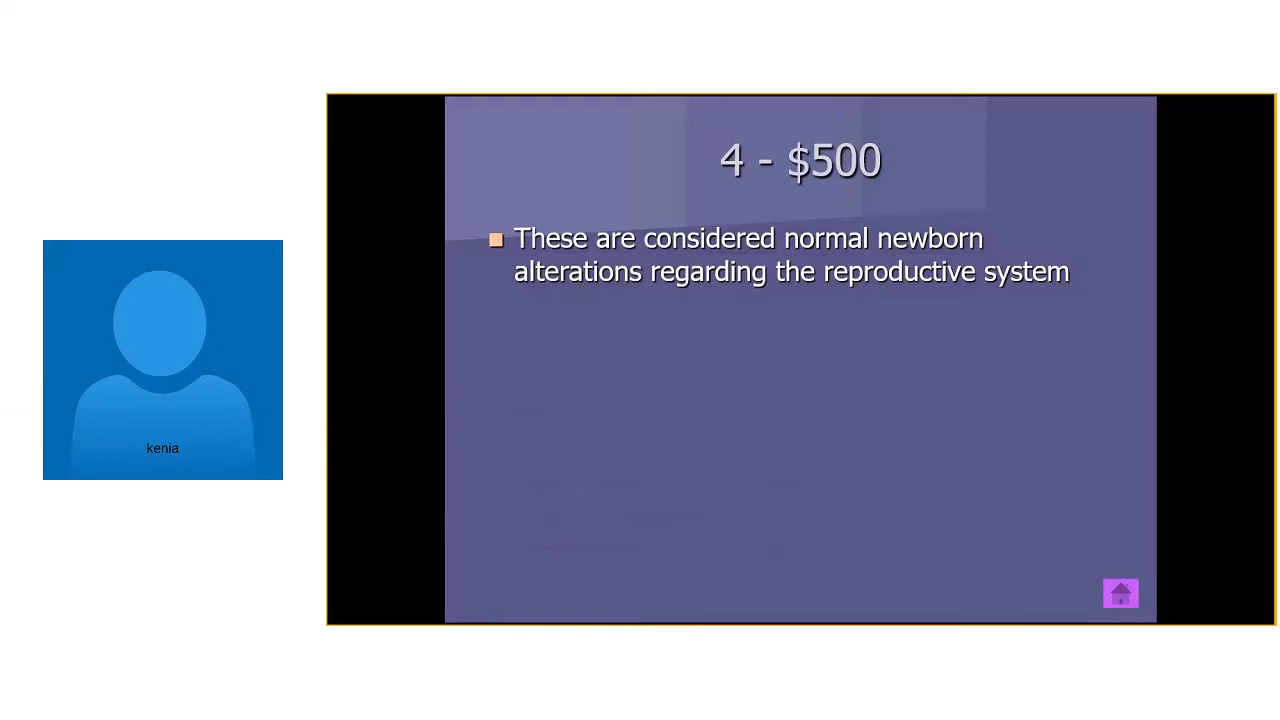 4 - $500
These are considered normal newborn
alterations regarding the reproductive system
kenia